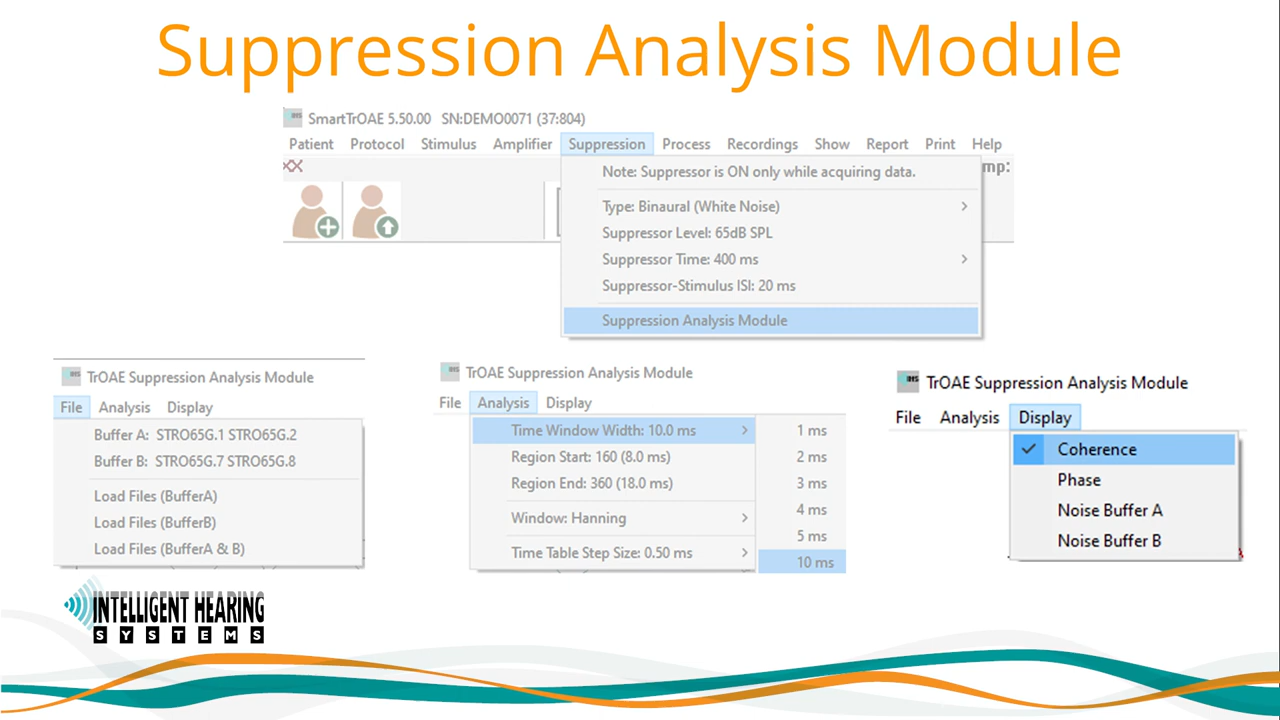 Suppression Analysis Module
SmartTrOAE 5.50.00 SN:DEMO0071 (37:804)
Patient Protocol Stimulus Amplifier Suppression Process Recordings Show Report Print Help
mp:
Note: Suppressor is ON only while acquiring data.
Type: Binaural (White Noise)
Suppressor Level: 65dB SPL
Suppressor Time: 400 ms
Suppressor-Stimulus ISI: 20 ms
Suppression Analysis Module
TrOAE Suppression Analysis Module
File Analysis Display
Buffer A: STRO65G.1 STRO65G.2
Buffer B: STRO65G.7 STRO65G.8
Load Files (BufferA)
Load Files (BufferB)
Load Files (BufferA & B)
TrOAE Suppression Analysis Module
File Analysis Display
Time Window Width: 10.0 ms
Region Start: 160 (8.0 ms)
Region End: 360 (18.0 ms)
Window: Hanning
Time Table Step Size: 0.50 ms
1 ms
2 ms
3 ms
4 ms
5 ms
10 ms
IHS TrOAE Suppression Analysis Module
File Analysis Display
Coherence
Phase
Noise Buffer A
Noise Buffer B
INTELLIGENT HEARING
SYSTEMS